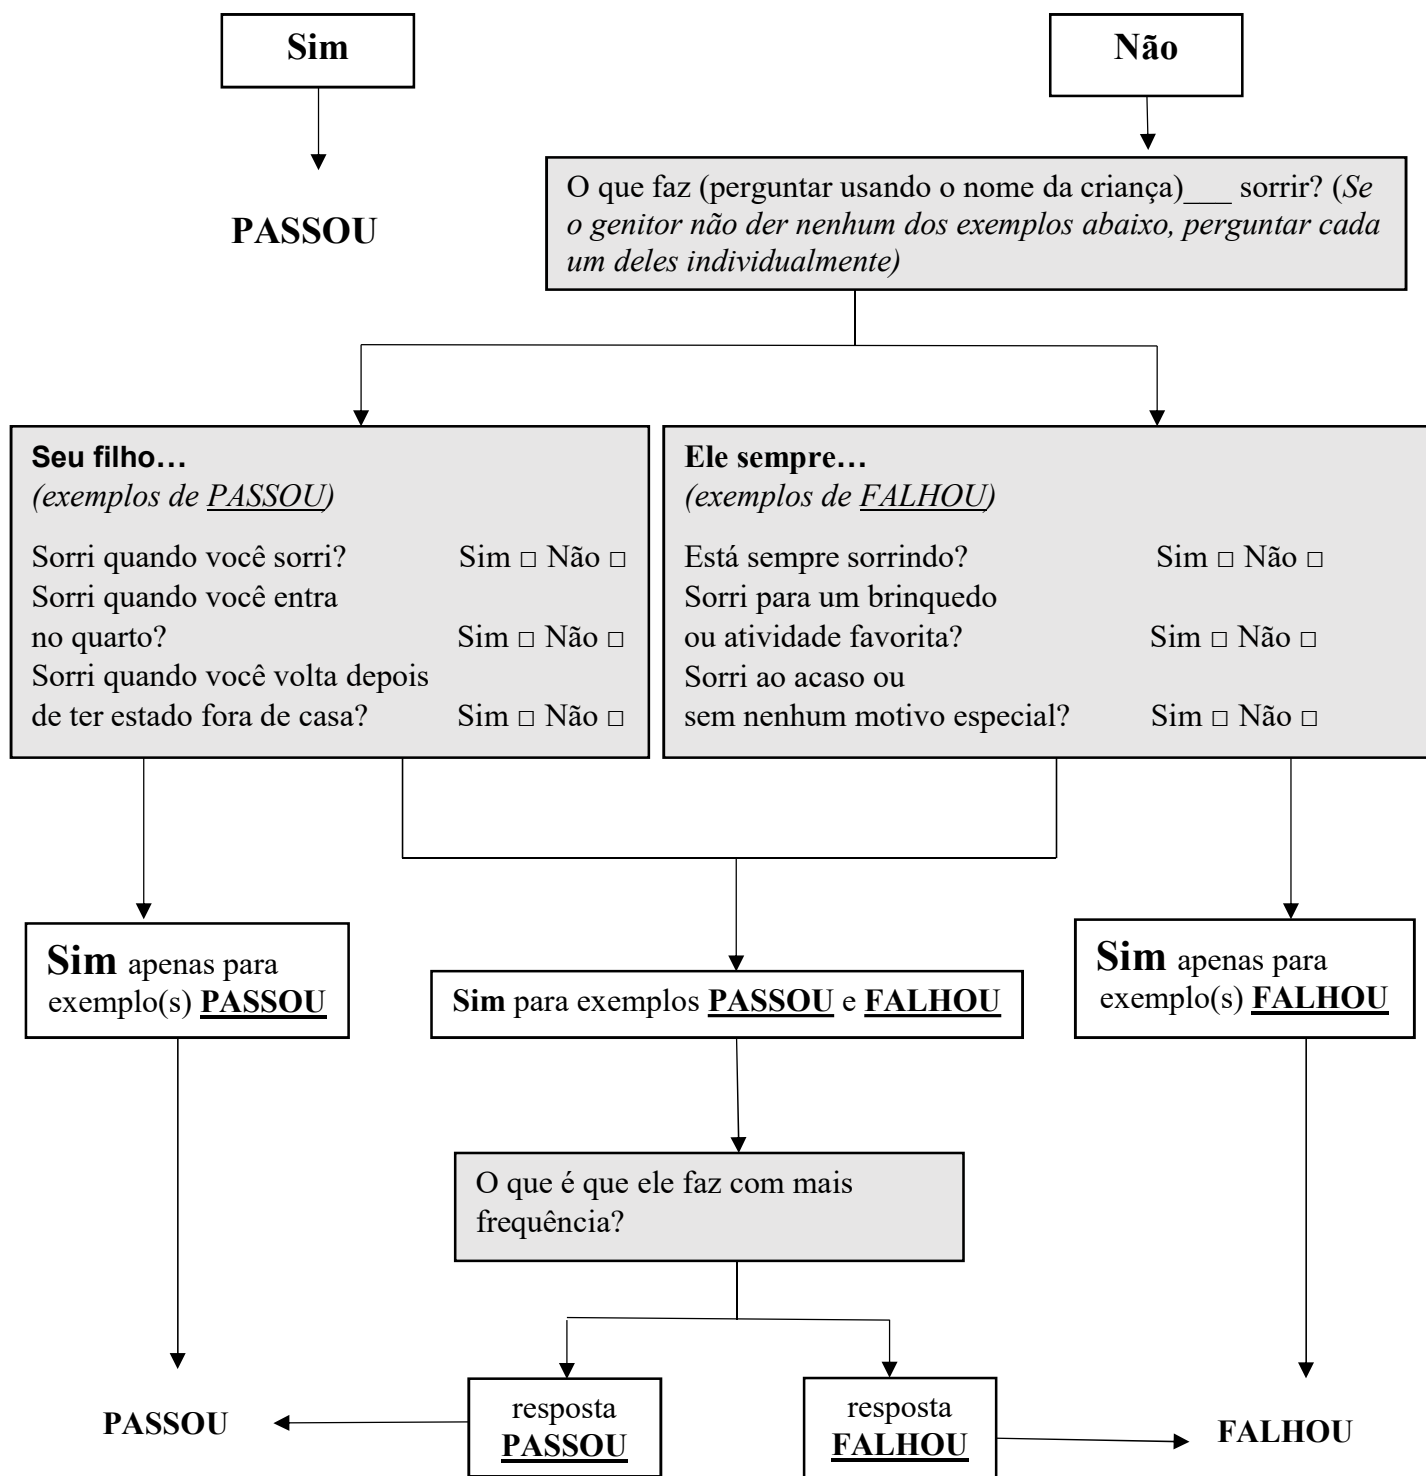 Sim
Não
PASSOU
O que faz (perguntar usando o nome da criança)___ sorrir? (Se
o genitor não der nenhum dos exemplos abaixo, perguntar cada
um deles individualmente)
Seu filho…
(exemplos de PASSOU)
Sorri quando você sorri? Sim □ Não □
Sorri quando você entra
no quarto? Sim □ Não □
Sorri quando você volta depois
de ter estado fora de casa? Sim □ Não □
Ele sempre…
(exemplos de FALHOU)
Está sempre sorrindo? Sim □ Não □
Sorri para um brinquedo
ou atividade favorita? Sim □ Não □
Sorri ao acaso ou
sem nenhum motivo especial? Sim □ Não □
Sim apenas para
exemplo(s) PASSOU
Sim para exemplos PASSOU e FALHOU
Sim apenas para
exemplo(s) FALHOU
O que é que ele faz com mais
frequência?
PASSOU
resposta
PASSOU
resposta
FALHOU
FALHOU